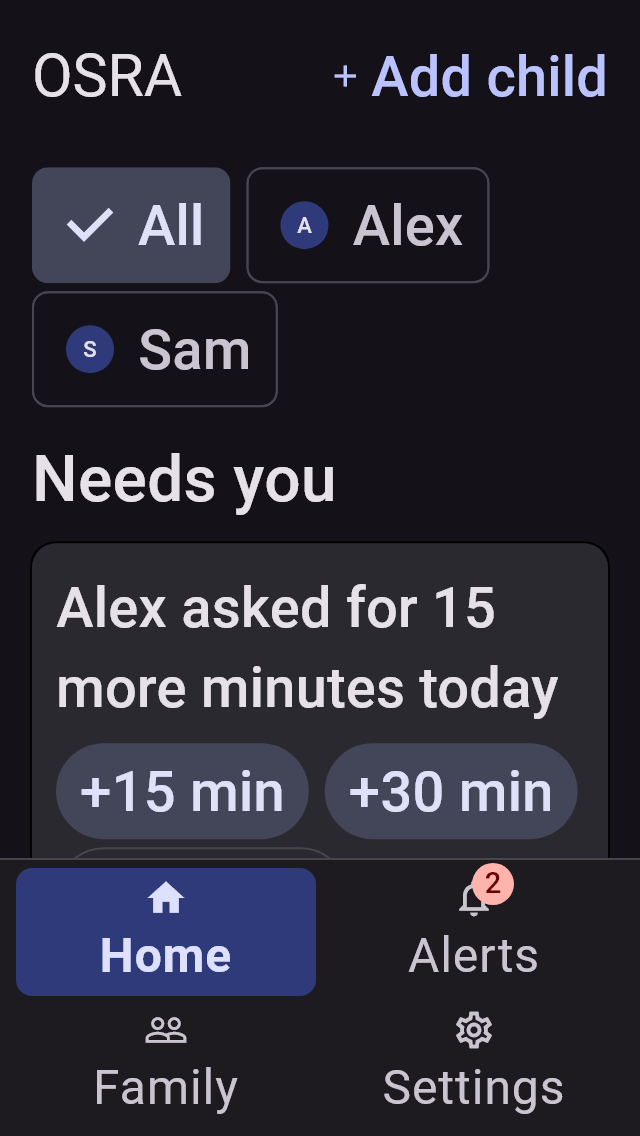 OSRA
+ Add child
All
A Alex
S Sam
Needs you
Alex asked for 15
more minutes today
+15 min
+30 min
2
Home
Alerts
Family
Settings